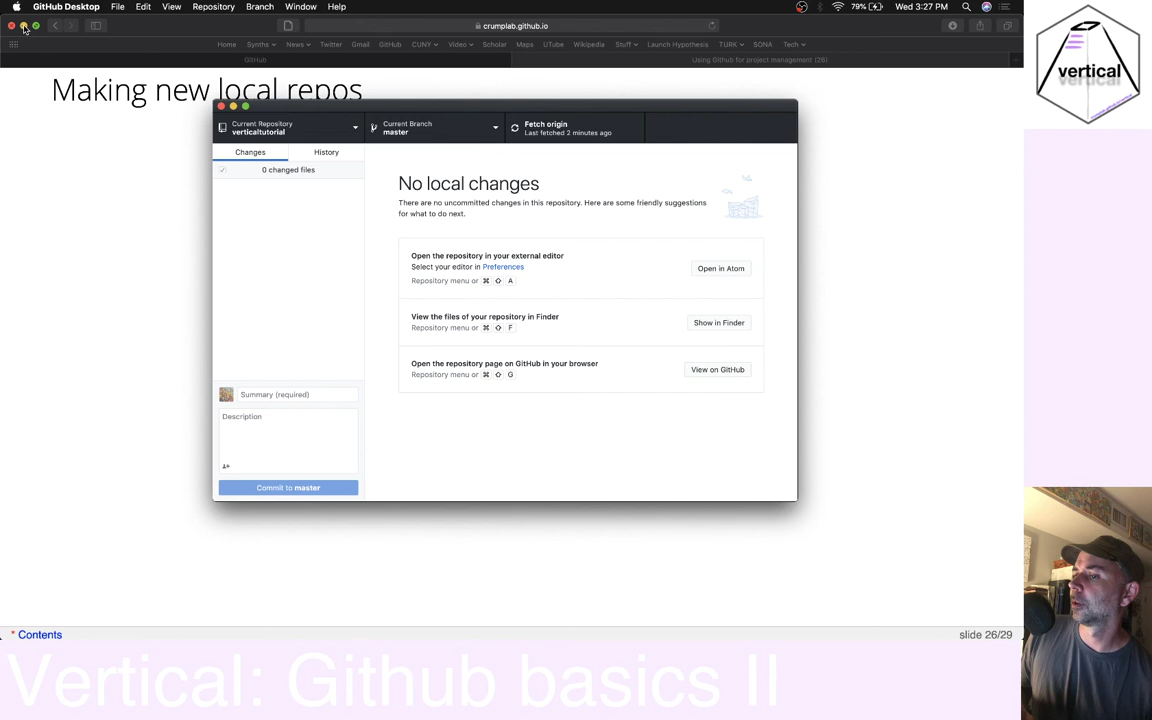 GitHub Desktop File Edit View Repository Branch Window Help
79% Wed 3:27 PM
crumplab.github.io
Home Synths News Twitter Gmail GitHub CUNY Video Scholar Maps UTube Wikipedia Stuff Launch Hypothesis TURK SONA Tech
GitHub
Using Github for project management (26)
Making new local repos
Current Repository
verticaltutorial
Current Branch
master
Fetch origin
Last fetched 2 minutes ago
Changes
History
0 changed files
No local changes
There are no uncommitted changes in this repository. Here are some friendly suggestions
for what to do next.
Open the repository in your external editor
Select your editor in Preferences
Repository menu or ⌘ ⇧ A
Open in Atom
View the files of your repository in Finder
Repository menu or ⌘ ⇧ F
Show in Finder
Open the repository page on GitHub in your browser
Repository menu or ⌘ ⇧ G
View on GitHub
Summary (required)
Description
Commit to master
* Contents
slide 26/29
Vertical: Github basics II
vertical